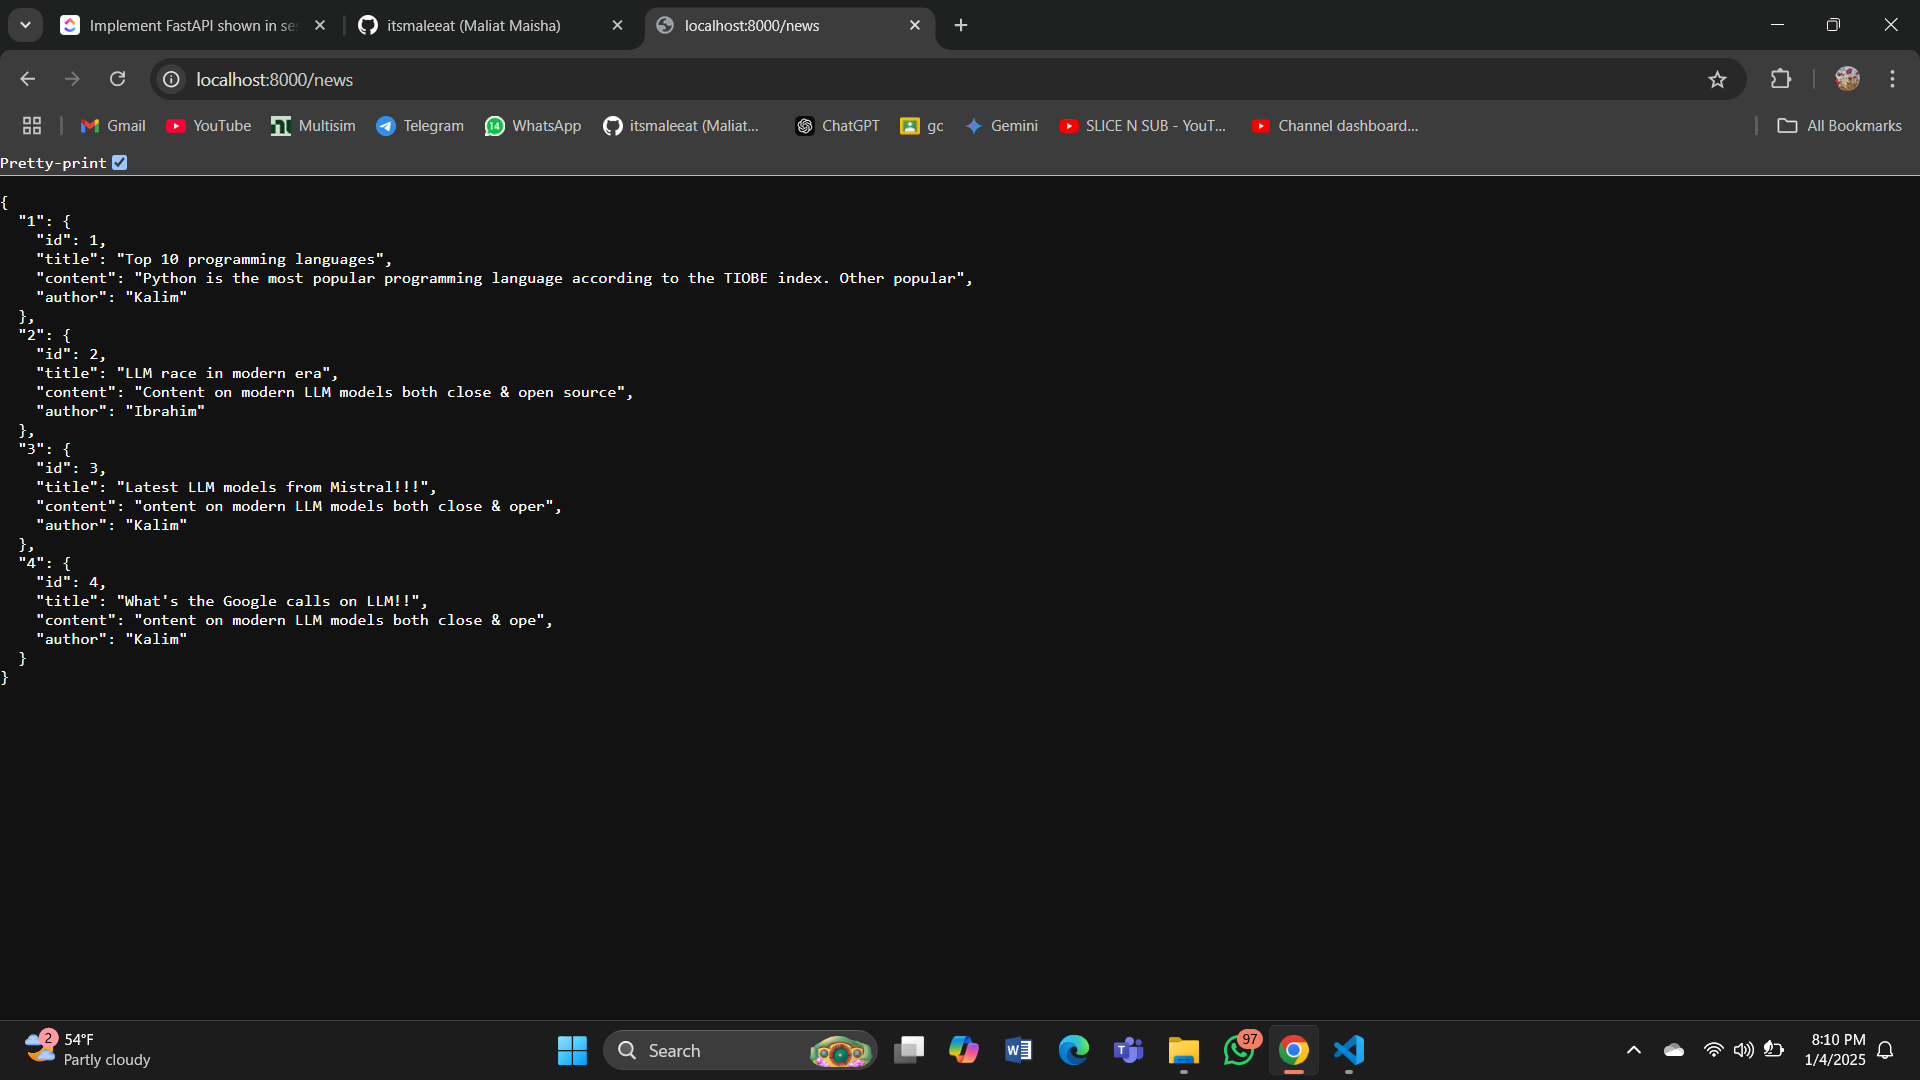 Implement FastAPI shown in ses
itsmaleeat (Maliat Maisha)
localhost:8000/news
localhost:8000/news
Gmail
YouTube
Multisim
Telegram
14
WhatsApp
itsmaleeat (Maliat...
ChatGPT
gc
Gemini
SLICE N SUB - YouT...
Channel dashboard...
All Bookmarks
Pretty-print
{
"1": {
"id": 1,
"title": "Top 10 programming languages",
"content": "Python is the most popular programming language according to the TIOBE index. Other popular",
"author": "Kalim"
},
"2": {
"id": 2,
"title": "LLM race in modern era",
"content": "Content on modern LLM models both close & open source",
"author": "Ibrahim"
},
"3": {
"id": 3,
"title": "Latest LLM models from Mistral!!!",
"content": "ontent on modern LLM models both close & oper",
"author": "Kalim"
},
"4": {
"id": 4,
"title": "What's the Google calls on LLM!!",
"content": "ontent on modern LLM models both close & ope",
"author": "Kalim"
}
}
2
54°F
Partly cloudy
Search
97
8:10 PM
1/4/2025